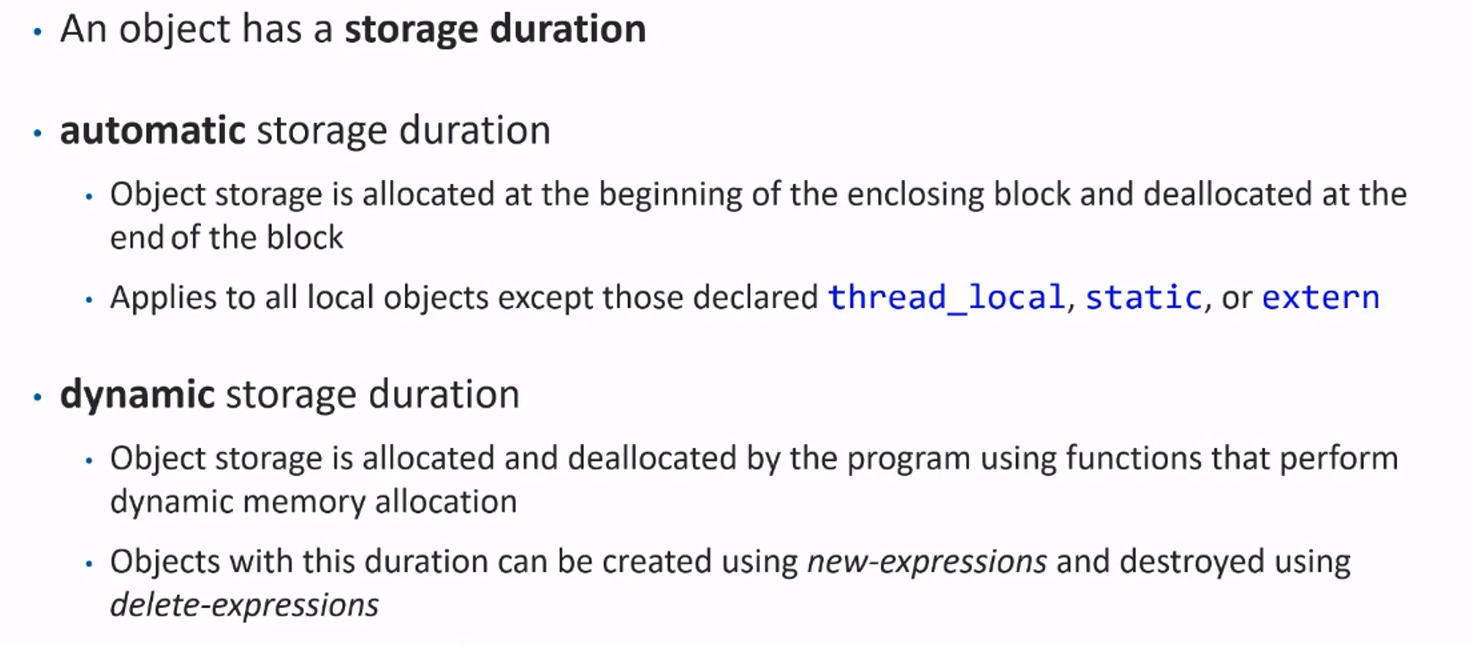 • An object has a storage duration
• automatic storage duration
• Object storage is allocated at the beginning of the enclosing block and deallocated at the
end of the block
• Applies to all local objects except those declared thread_local, static, or extern
• dynamic storage duration
• Object storage is allocated and deallocated by the program using functions that perform
dynamic memory allocation
• Objects with this duration can be created using new-expressions and destroyed using
delete-expressions